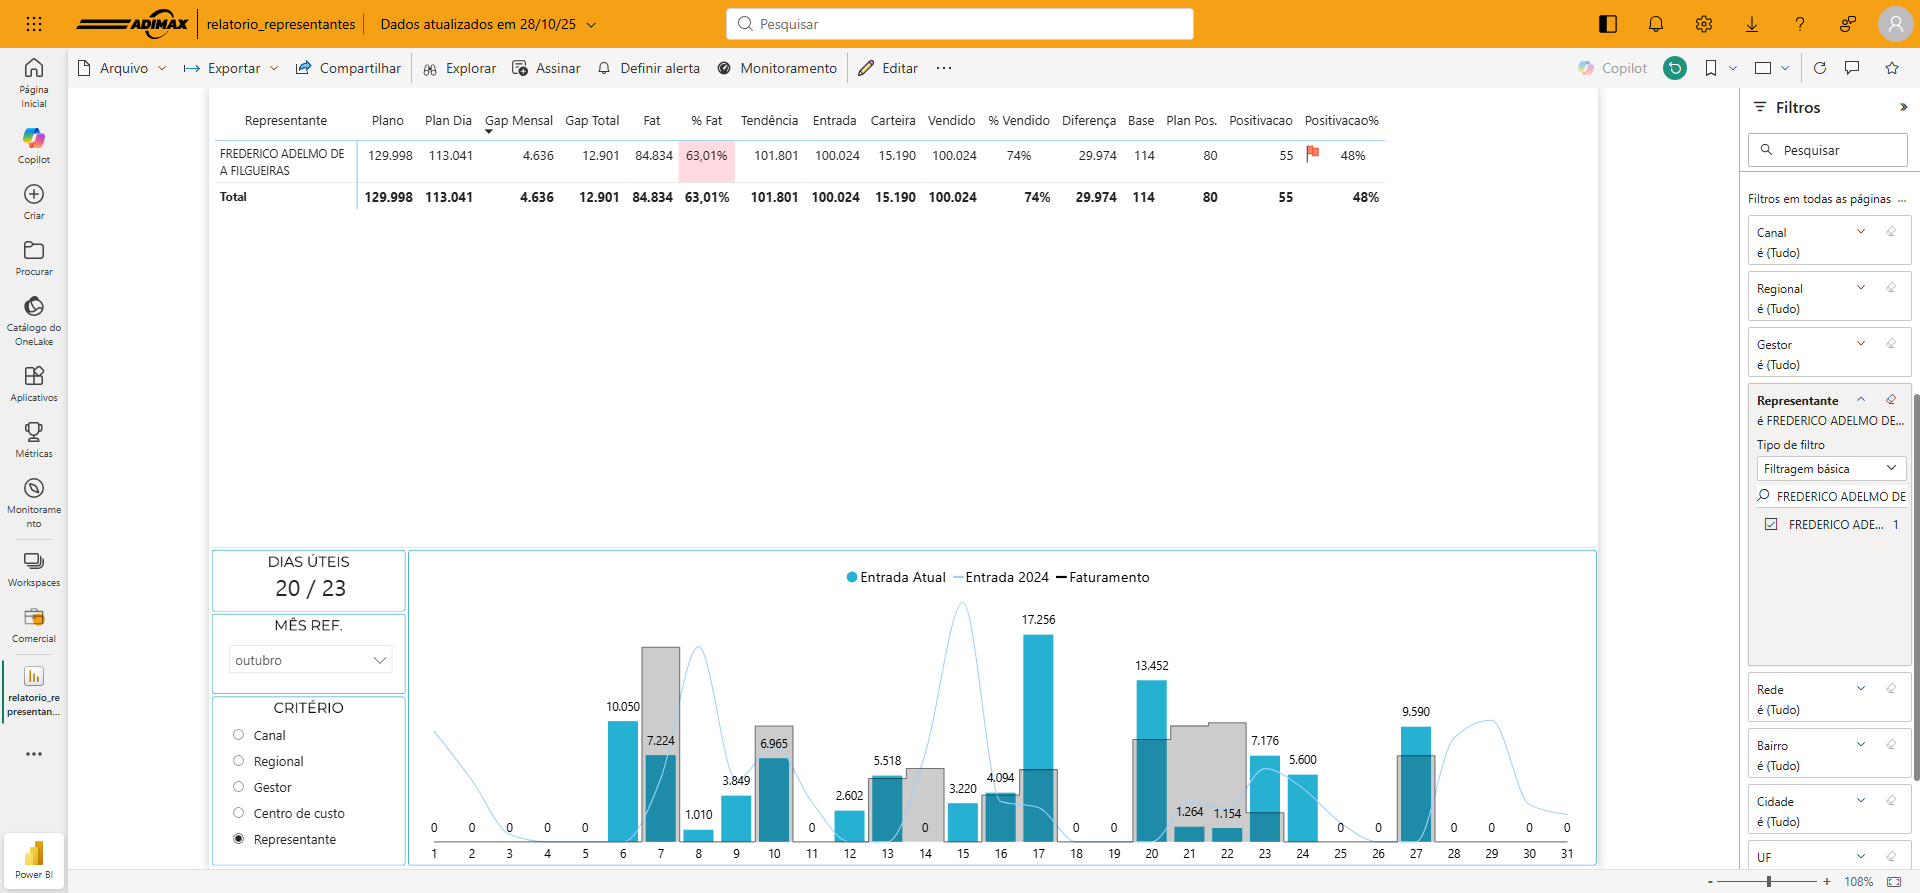 ADIMAX
relatorio_representantes
Dados atualizados em 28/10/25
Pesquisar
Arquivo
Exportar
Compartilhar
Explorar
Assinar
Definir alerta
Monitoramento
Editar
Copilot
Página Inicial
Copilot
Criar
Procurar
Catálogo do OneLake
Aplicativos
Métricas
Monitorame
nto
Workspaces
Comercial
relatorio_re
presentan...
Power BI
Representante Plano Plan Dia Gap Mensal Gap Total Fat % Fat Tendência Entrada Carteira Vendido % Vendido Diferença Base Plan Pos. Positivacao Positivacao%
FREDERICO ADELMO DE 129.998 113.041 4.636 12.901 84.834 63,01% 101.801 100.024 15.190 100.024 74% 29.974 114 80 55 48%
A FILGUEIRAS
Total 129.998 113.041 4.636 12.901 84.834 63,01% 101.801 100.024 15.190 100.024 74% 29.974 114 80 55 48%
DIAS ÚTEIS
20 / 23
MÊS REF.
outubro
CRITÉRIO
Canal
Regional
Gestor
Centro de custo
Representante
Entrada Atual Entrada 2024 Faturamento
0 0 0 0 0 10.050 7.224 1.010 3.849 6.965 0 2.602 5.518 0 3.220 4.094 17.256 0 0 13.452 1.264 1.154 7.176 5.600 0 0 9.590 0 0 0 0
1 2 3 4 5 6 7 8 9 10 11 12 13 14 15 16 17 18 19 20 21 22 23 24 25 26 27 28 29 30 31
Filtros
Pesquisar
Filtros em todas as páginas ...
Canal
é (Tudo)
Regional
é (Tudo)
Gestor
é (Tudo)
Representante
é FREDERICO ADELMO DE...
Tipo de filtro
Filtragem básica
FREDERICO ADELMO DE
FREDERICO ADE... 1
Rede
é (Tudo)
Bairro
é (Tudo)
Cidade
é (Tudo)
UF
- + 108%